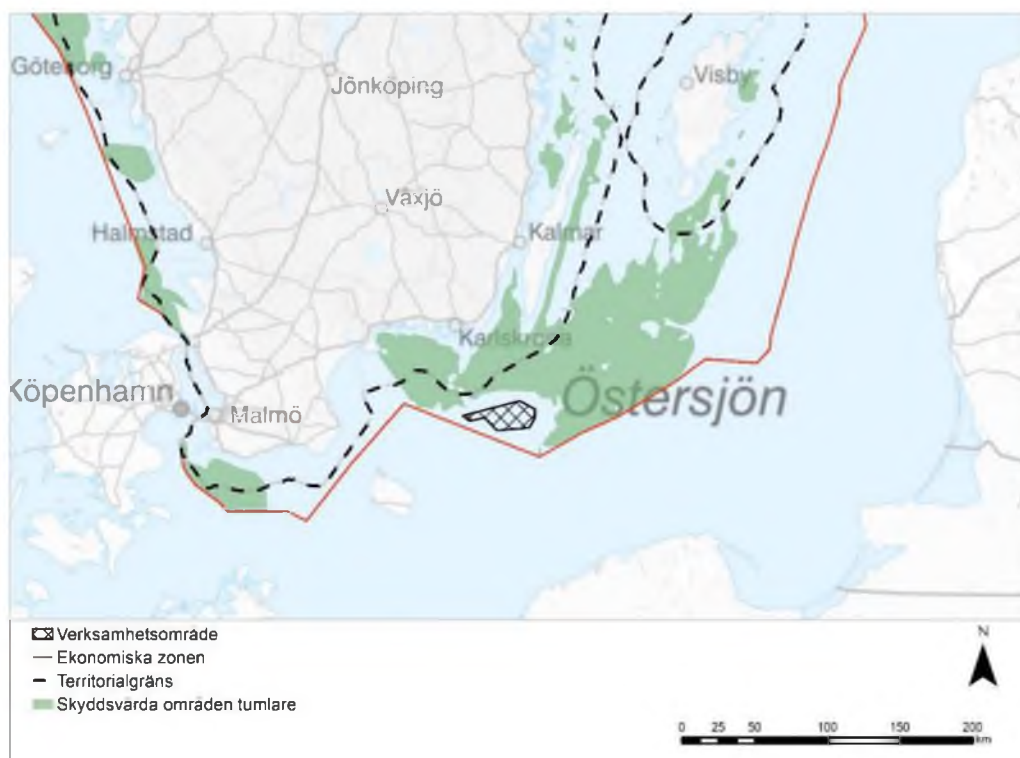 Göteborg
Jönköping
Visby
Växjö
Halmstad
Kalmar
Karlskrona
Köpenhamn
Malmö
Östersjön
Verksamhetsområde
Ekonomiska zonen
Territorialgräns
Skyddsvärda områden tumlare
N
0 25 50 100 150 200
km